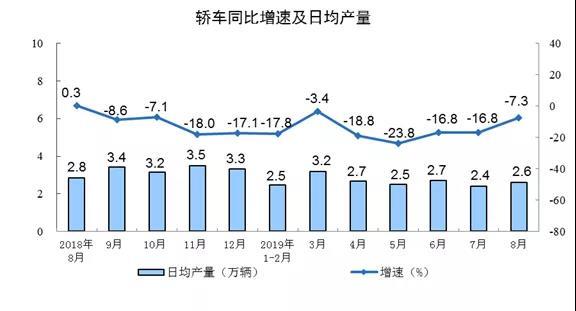 轿车同比增速及日均产量
10
8
6
4
2
0
40
20
0
-20
-40
-60
-80
0.3
-8.6
-7.1
-18.0
-17.1
-17.8
-3.4
-18.8
-23.8
-16.8
-16.8
-7.3
2.8
3.4
3.2
3.5
3.3
2.5
3.2
2.7
2.5
2.7
2.4
2.6
2018年
8月
9月
10月
11月
12月
2019年
1-2月
3月
4月
5月
6月
7月
8月
日均产量（万辆）
增速（%）